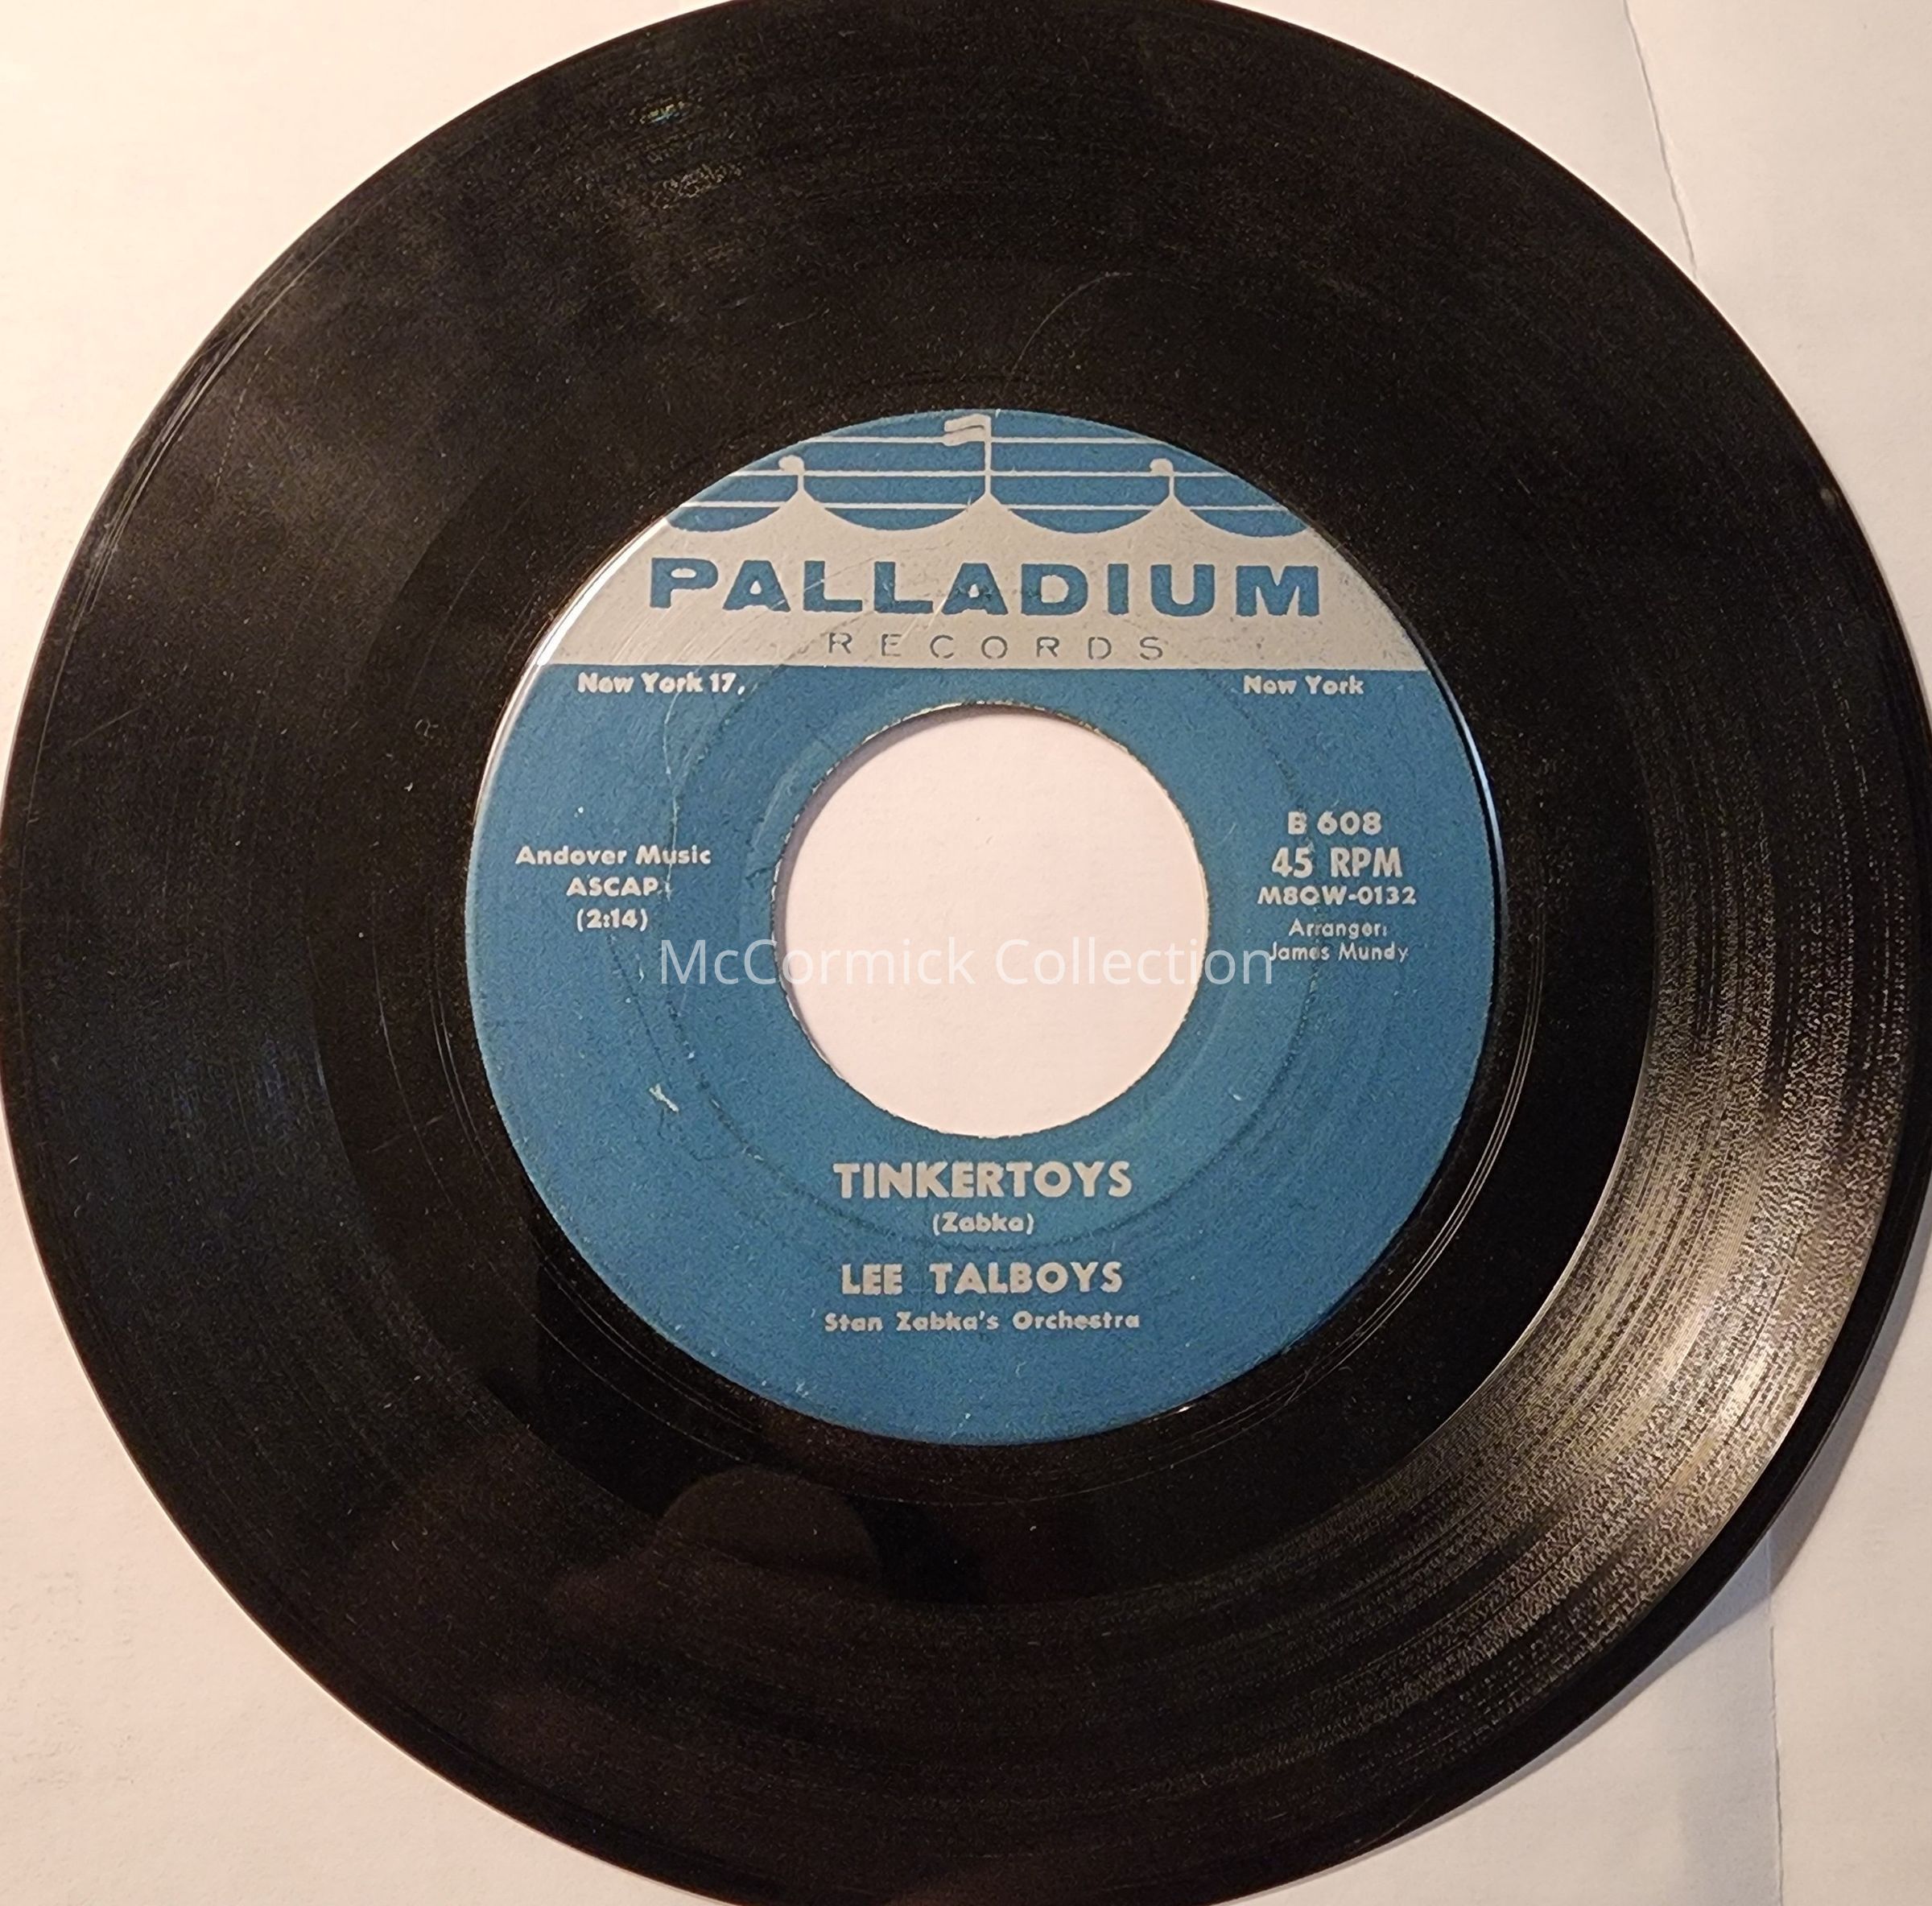 PALLADIUM
RECORDS
New York 17, New York
Andover Music
ASCAP
(2:14)
B 608
45 RPM
M8OW-0132
Arranger:
James Mundy
McCormick Collection
TINKERTOYS
(Zabka)
LEE TALBOYS
Stan Zabka's Orchestra